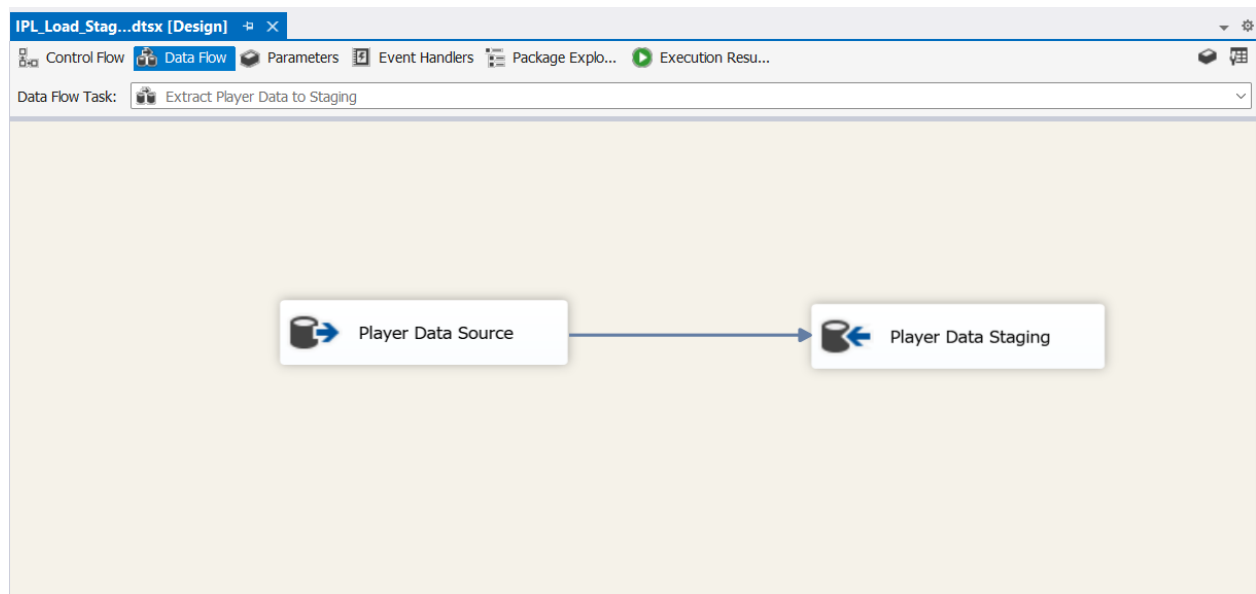 IPL_Load_Stag...dtsx [Design]
Control Flow Data Flow Parameters Event Handlers Package Explo... Execution Resu...
Data Flow Task: Extract Player Data to Staging
Player Data Source
Player Data Staging